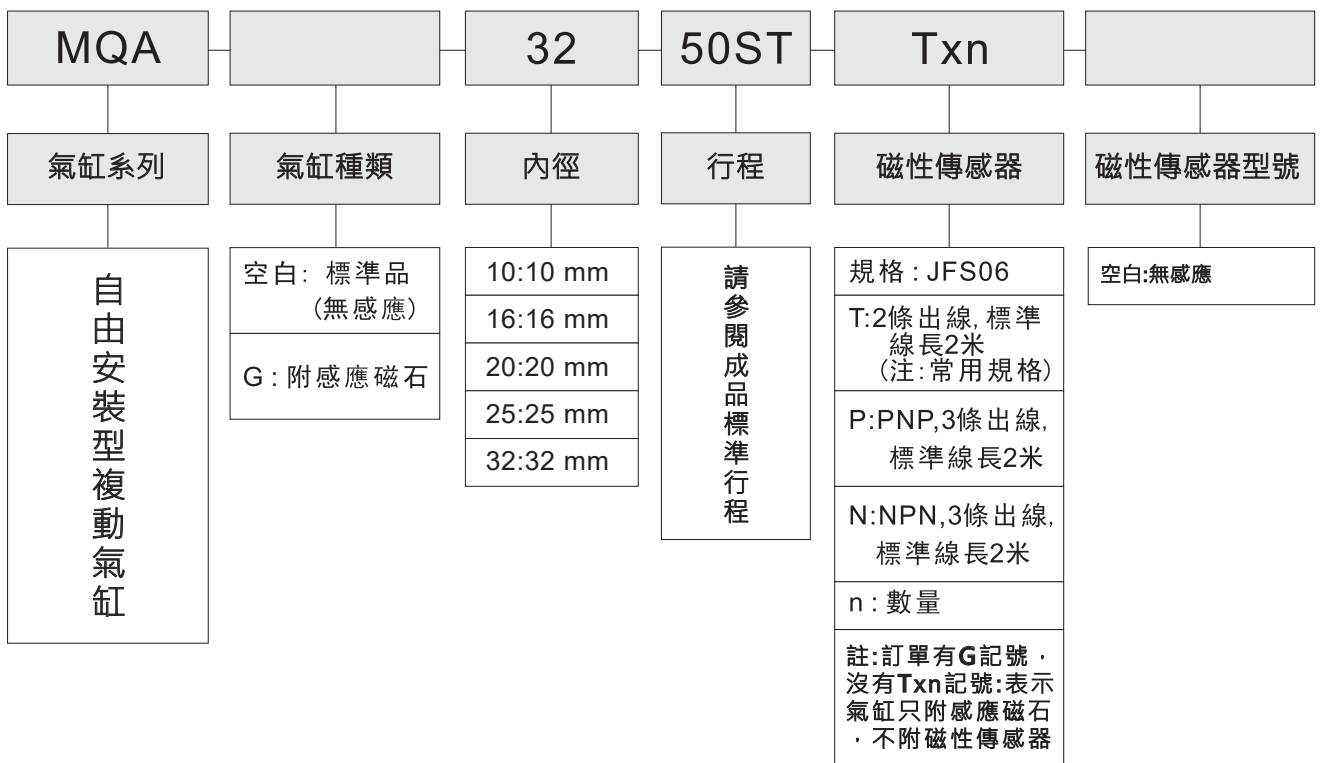 MQA
32
50ST
Txn
氣缸系列
氣缸種類
內徑
行程
磁性傳感器
磁性傳感器型號
自由安裝型複動氣缸
空白: 標準品
(無感應)
G:附感應磁石
10:10 mm
16:16 mm
20:20 mm
25:25 mm
32:32 mm
請參閱成品標準行程
規格:JFS06
T:2條出線, 標準
線長2米
(注:常用規格)
P:PNP,3條出線,
標準線長2米
N:NPN,3條出線,
標準線長2米
n:數量
註:訂單有G記號,
沒有Txn記號:表示
氣缸只附感應磁石
,不附磁性傳感器
空白:無感應